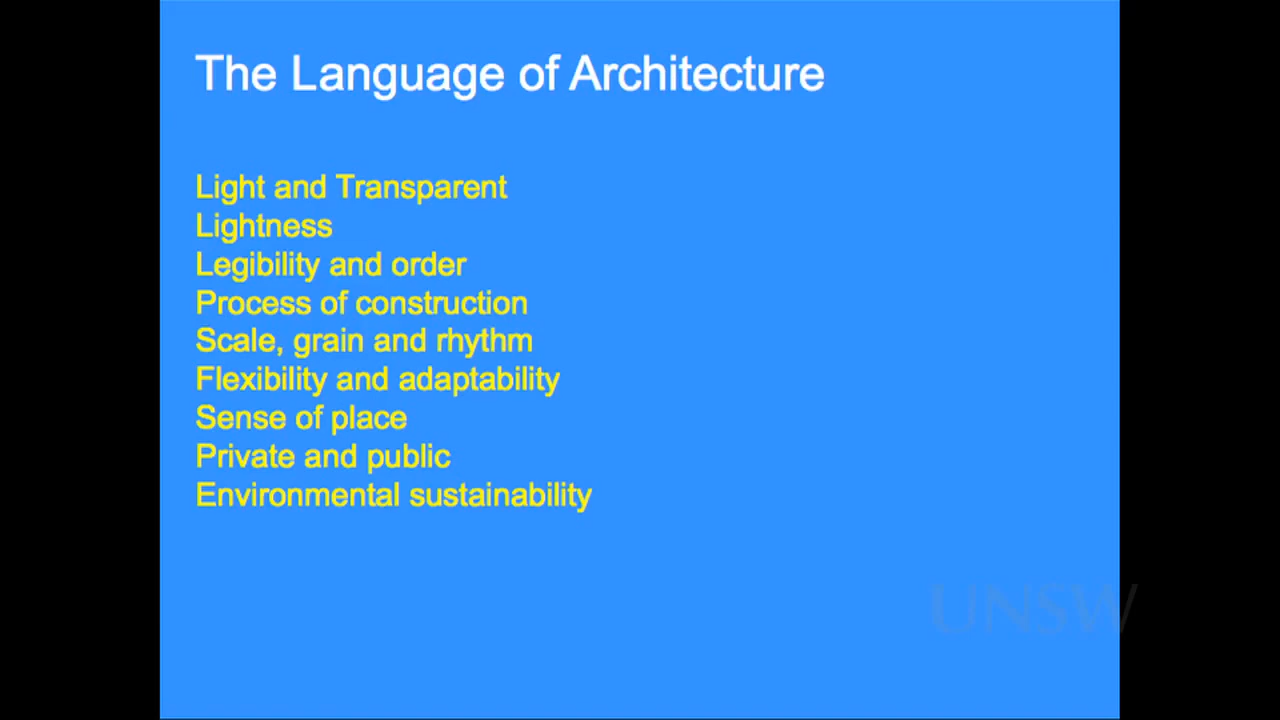 The Language of Architecture
Light and Transparent
Lightness
Legibility and order
Process of construction
Scale, grain and rhythm
Flexibility and adaptability
Sense of place
Private and public
Environmental sustainability
UNSW